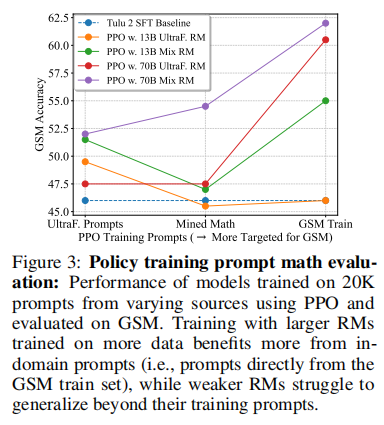 62.5
60.0
57.5
55.0
52.5
50.0
47.5
45.0
GSM Accuracy
Tulu 2 SFT Baseline
PPO w. 13B UltraF. RM
PPO w. 13B Mix RM
PPO w. 70B UltraF. RM
PPO w. 70B Mix RM
UltraF. Prompts Mined Math GSM Train
PPO Training Prompts (→ More Targeted for GSM)
Figure 3: Policy training prompt math evalu-
ation: Performance of models trained on 20K
prompts from varying sources using PPO and
evaluated on GSM. Training with larger RMs
trained on more data benefits more from in-
domain prompts (i.e., prompts directly from the
GSM train set), while weaker RMs struggle to
generalize beyond their training prompts.